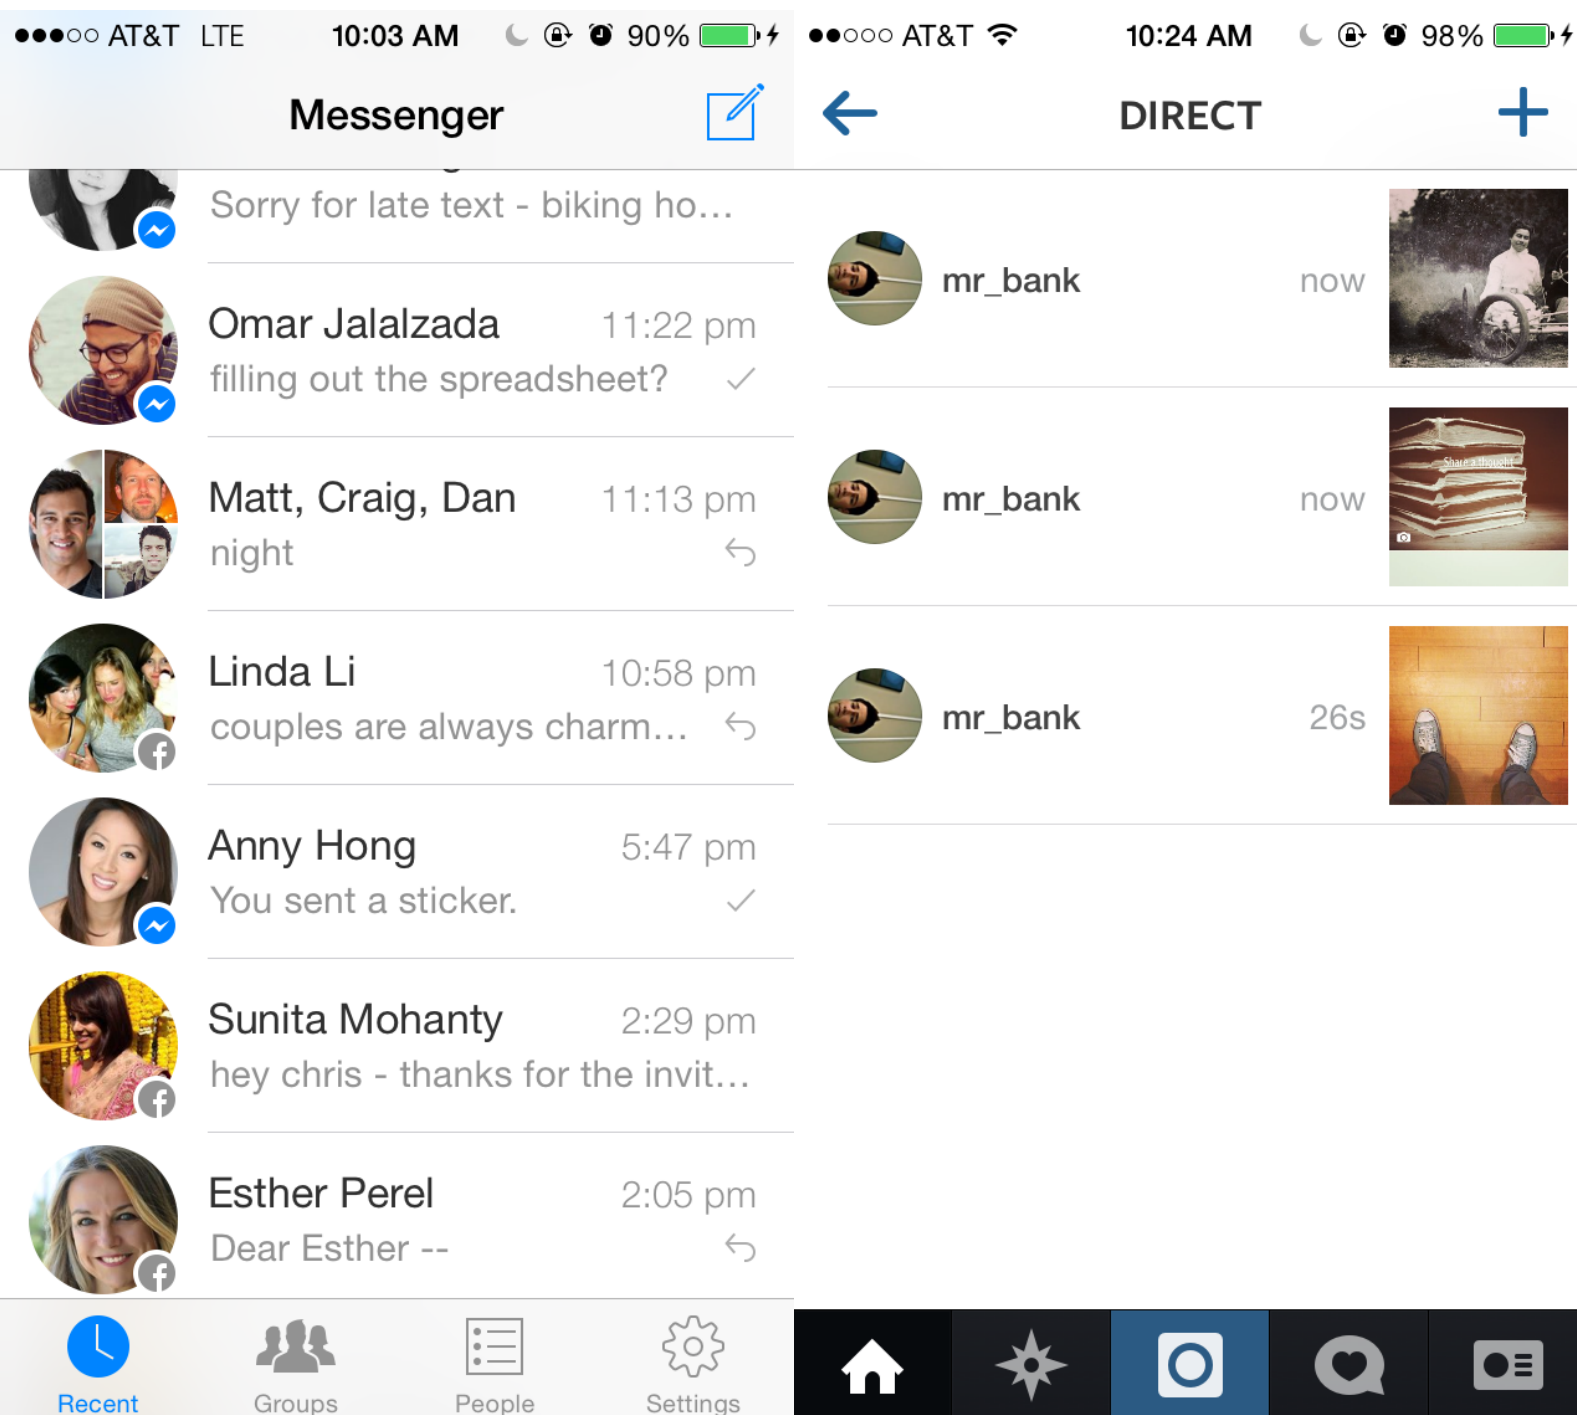 AT&T LTE 10:03 AM 90%
Messenger
Sorry for late text - biking ho...
Omar Jalalzada 11:22 pm
filling out the spreadsheet?
Matt, Craig, Dan 11:13 pm
night
Linda Li 10:58 pm
couples are always charm...
Anny Hong 5:47 pm
You sent a sticker.
Sunita Mohanty 2:29 pm
hey chris - thanks for the invit...
Esther Perel 2:05 pm
Dear Esther --
Recent Groups People Settings
AT&T 10:24 AM 98%
DIRECT
mr_bank now
mr_bank now
Share a thought
mr_bank 26s